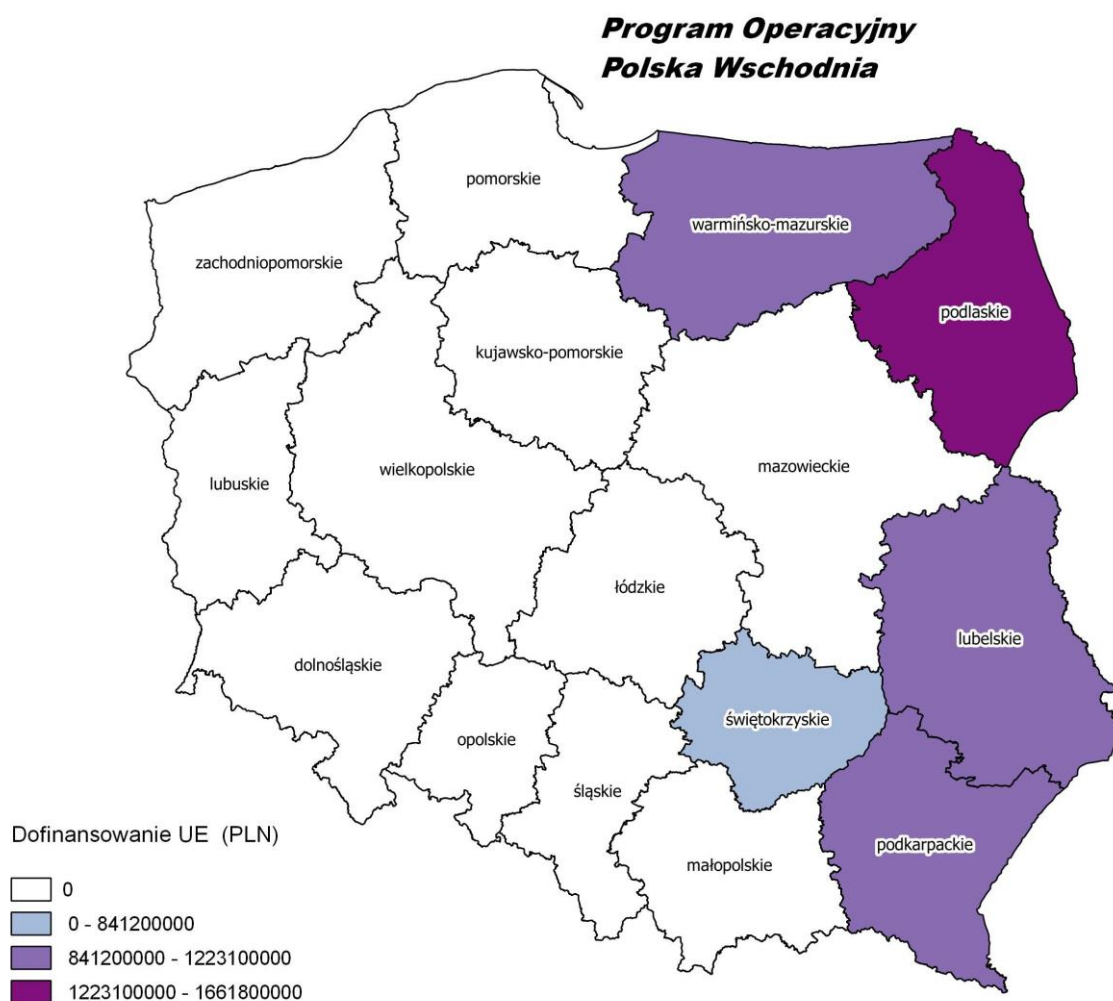 Program Operacyjny
Polska Wschodnia
pomorskie
warmińsko-mazurskie
zachodniopomorskie
podlaskie
kujawsko-pomorskie
mazowieckie
wielkopolskie
lubuskie
łódzkie
lubelskie
dolnośląskie
świętokrzyskie
opolskie
śląskie
podkarpackie
małopolskie
Dofinansowanie UE (PLN)
0
0 - 841200000
841200000 - 1223100000
1223100000 - 1661800000